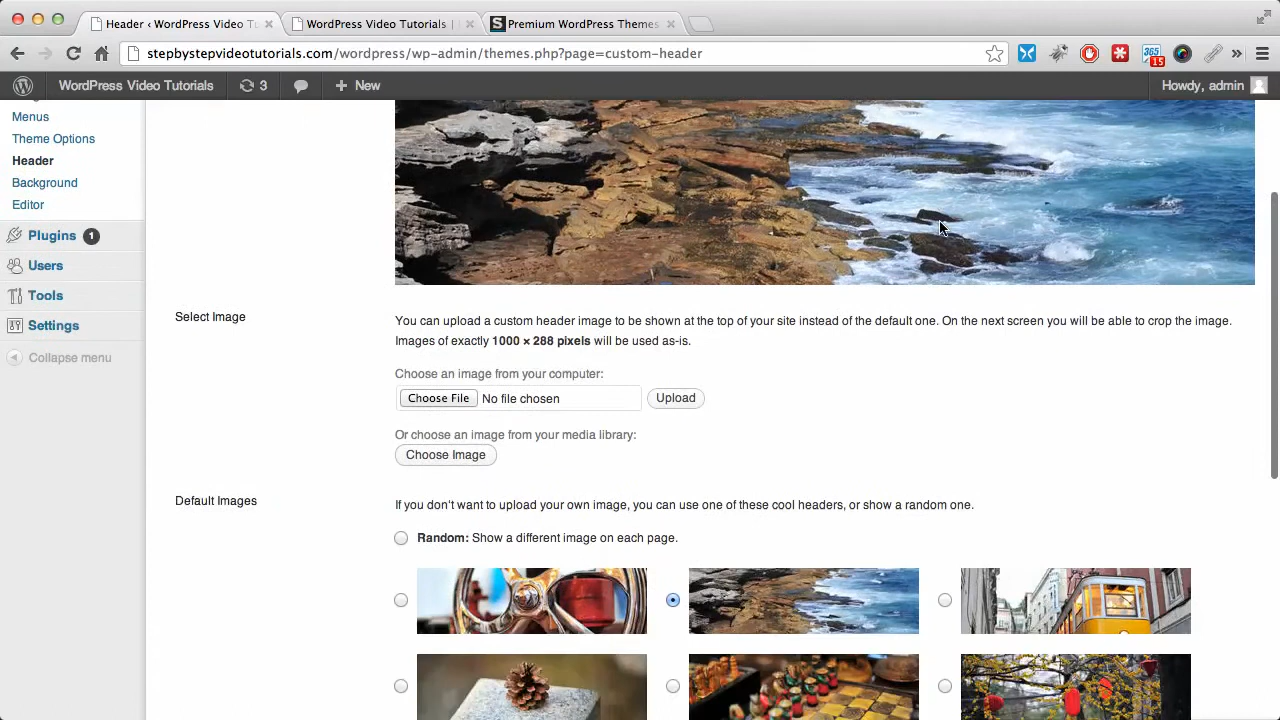 Header ‹ WordPress Video Tu
WordPress Video Tutorials |
Premium WordPress Themes
stepbystepvideotutorials.com/wordpress/wp-admin/themes.php?page=custom-header
365
15
WordPress Video Tutorials
3
New
Howdy, admin
Menus
Theme Options
Header
Background
Editor
Plugins 1
Users
Tools
Settings
Collapse menu
Select Image
You can upload a custom header image to be shown at the top of your site instead of the default one. On the next screen you will be able to crop the image.
Images of exactly 1000 × 288 pixels will be used as-is.
Choose an image from your computer:
Choose File No file chosen
Upload
Or choose an image from your media library:
Choose Image
Default Images
If you don't want to upload your own image, you can use one of these cool headers, or show a random one.
Random: Show a different image on each page.